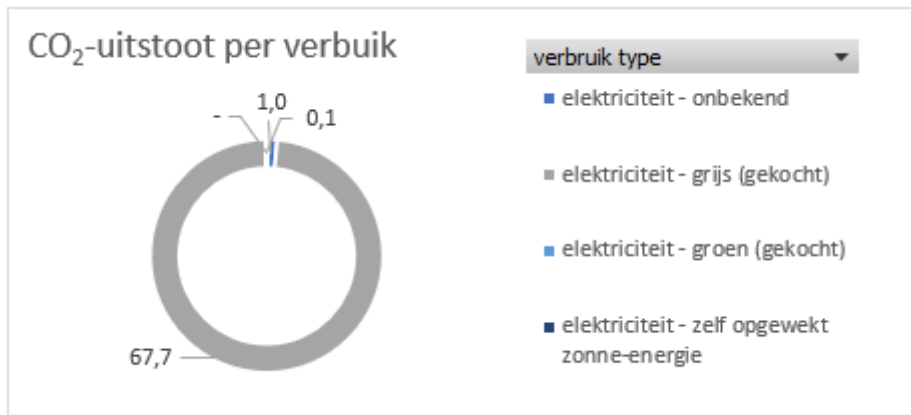 CO₂-uitstoot per verbuik
- 1,0 0,1
67,7
verbruik type
elektriciteit - onbekend
elektriciteit - grijs (gekocht)
elektriciteit - groen (gekocht)
elektriciteit - zelf opgewekt
zonne-energie